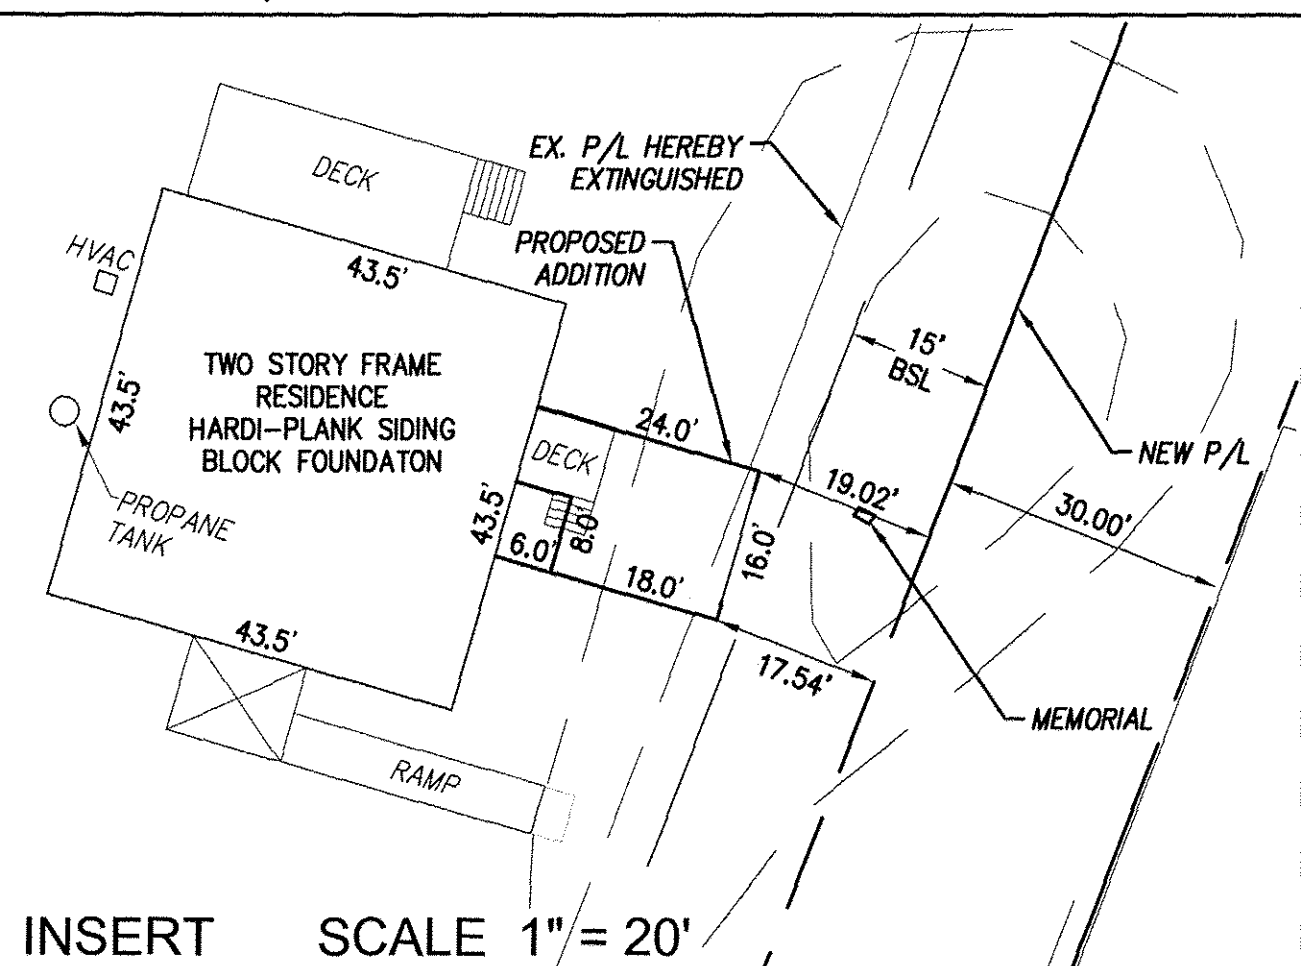 DECK
EX. P/L HEREBY
EXTINGUISHED
HVAC
43.5'
PROPOSED
ADDITION
TWO STORY FRAME
RESIDENCE
HARDI-PLANK SIDING
BLOCK FOUNDATON
43.5'
15'
BSL
24.0'
DECK
NEW P/L
PROPANE
TANK
43.5'
6.0'
8.0'
18.0'
16.0'
19.02'
30.00'
43.5'
17.54'
MEMORIAL
RAMP
INSERT SCALE 1" = 20'